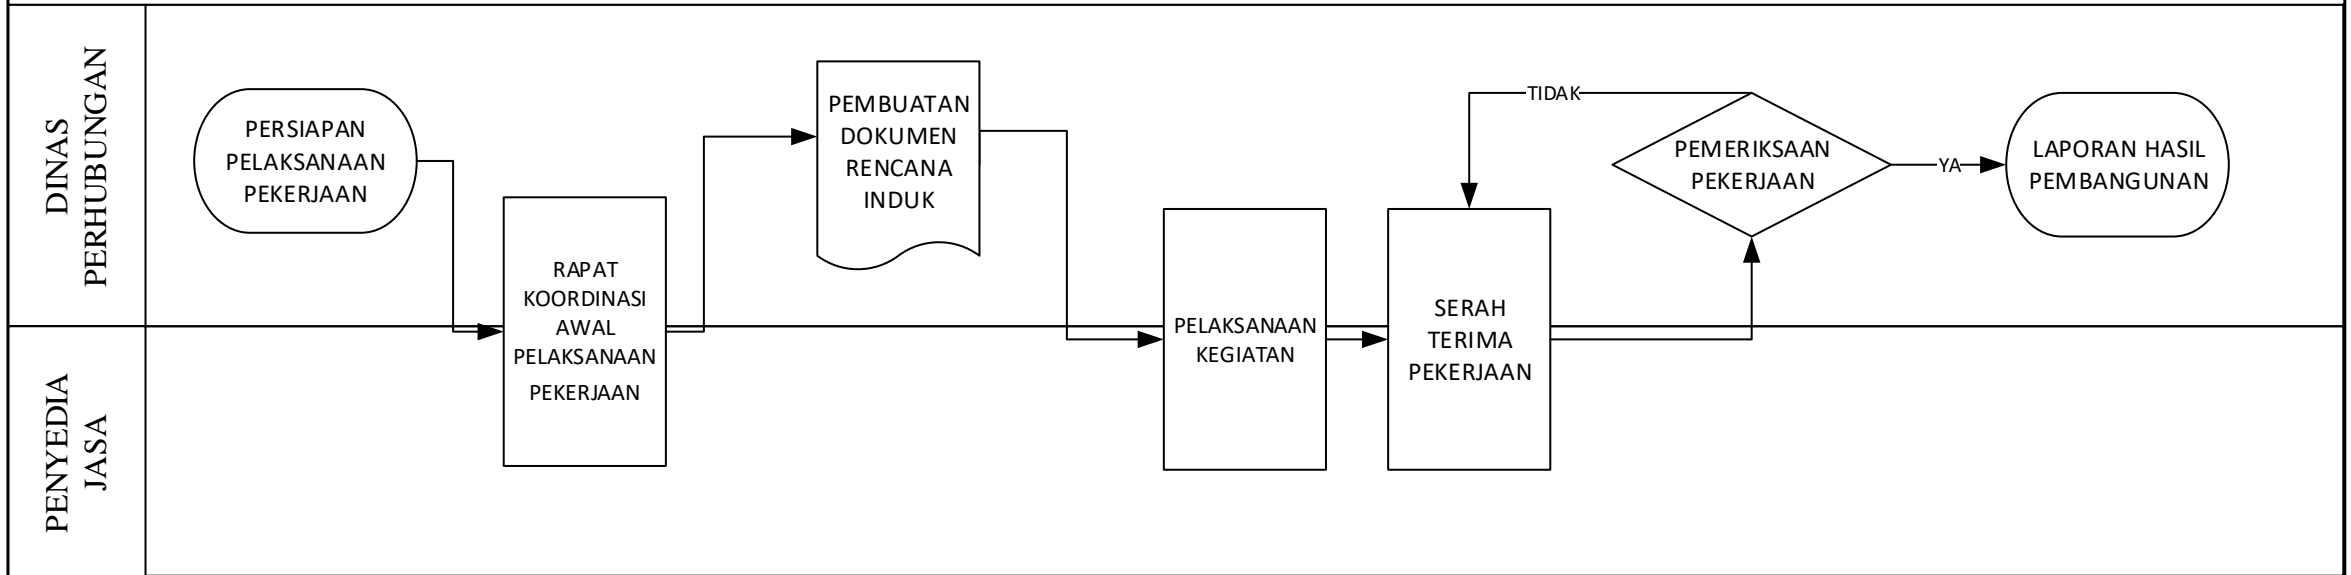 DINAS
PERHUBUNGAN
PERSIAPAN
PELAKSANAAN
PEKERJAAN
RAPAT
KOORDINASI
AWAL
PELAKSANAAN
PEKERJAAN
PEMBUATAN
DOKUMEN
RENCANA
INDUK
PELAKSANAAN
KEGIATAN
SERAH
TERIMA
PEKERJAAN
TIDAK
PEMERIKSAAN
PEKERJAAN
YA
LAPORAN HASIL
PEMBANGUNAN
PENYEDIA
JASA